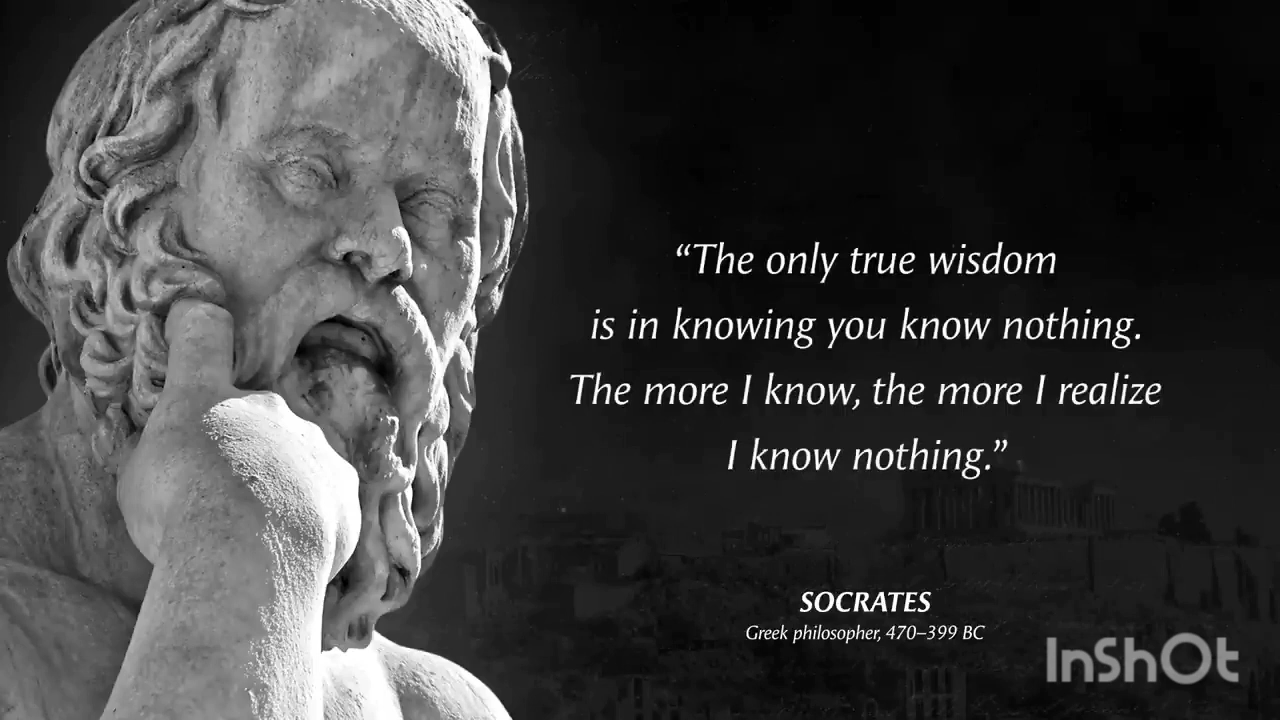 “The only true wisdom
is in knowing you know nothing.
The more I know, the more I realize
I know nothing.”
SOCRATES
Greek philosopher, 470–399 BC
InShOt